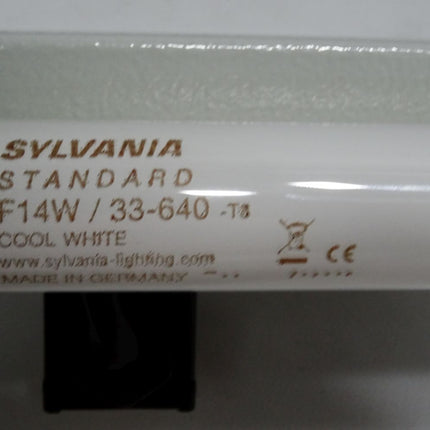 SYLVANIA
STANDARD
F14W / 33-640 -T8
COOL WHITE CE
www.sylvania-lighting.com
MADE IN GERMANY